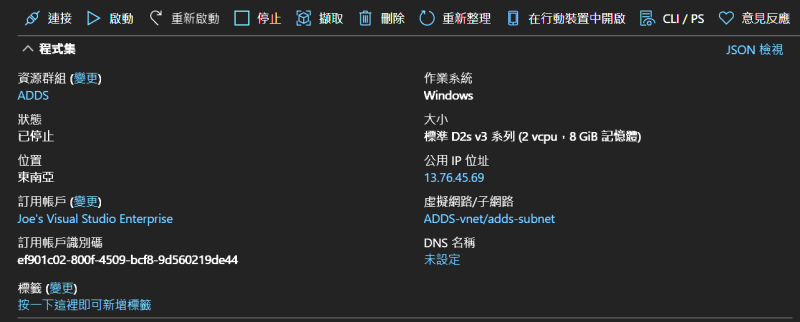 連接 啟動 重新啟動 停止 擷取 刪除 重新整理 在行動裝置中開啟 CLI / PS 意見反應
程式集 JSON 檢視
資源群組 (變更)
ADDS
狀態
已停止
位置
東南亞
訂用帳戶 (變更)
Joe's Visual Studio Enterprise
訂用帳戶識別碼
ef901c02-800f-4509-bcf8-9d560219de44
作業系統
Windows
大小
標準 D2s v3 系列 (2 vcpu，8 GiB 記憶體)
公用 IP 位址
13.76.45.69
虛擬網路/子網路
ADDS-vnet/adds-subnet
DNS 名稱
未設定
標籤 (變更)
按一下這裡即可新增標籤